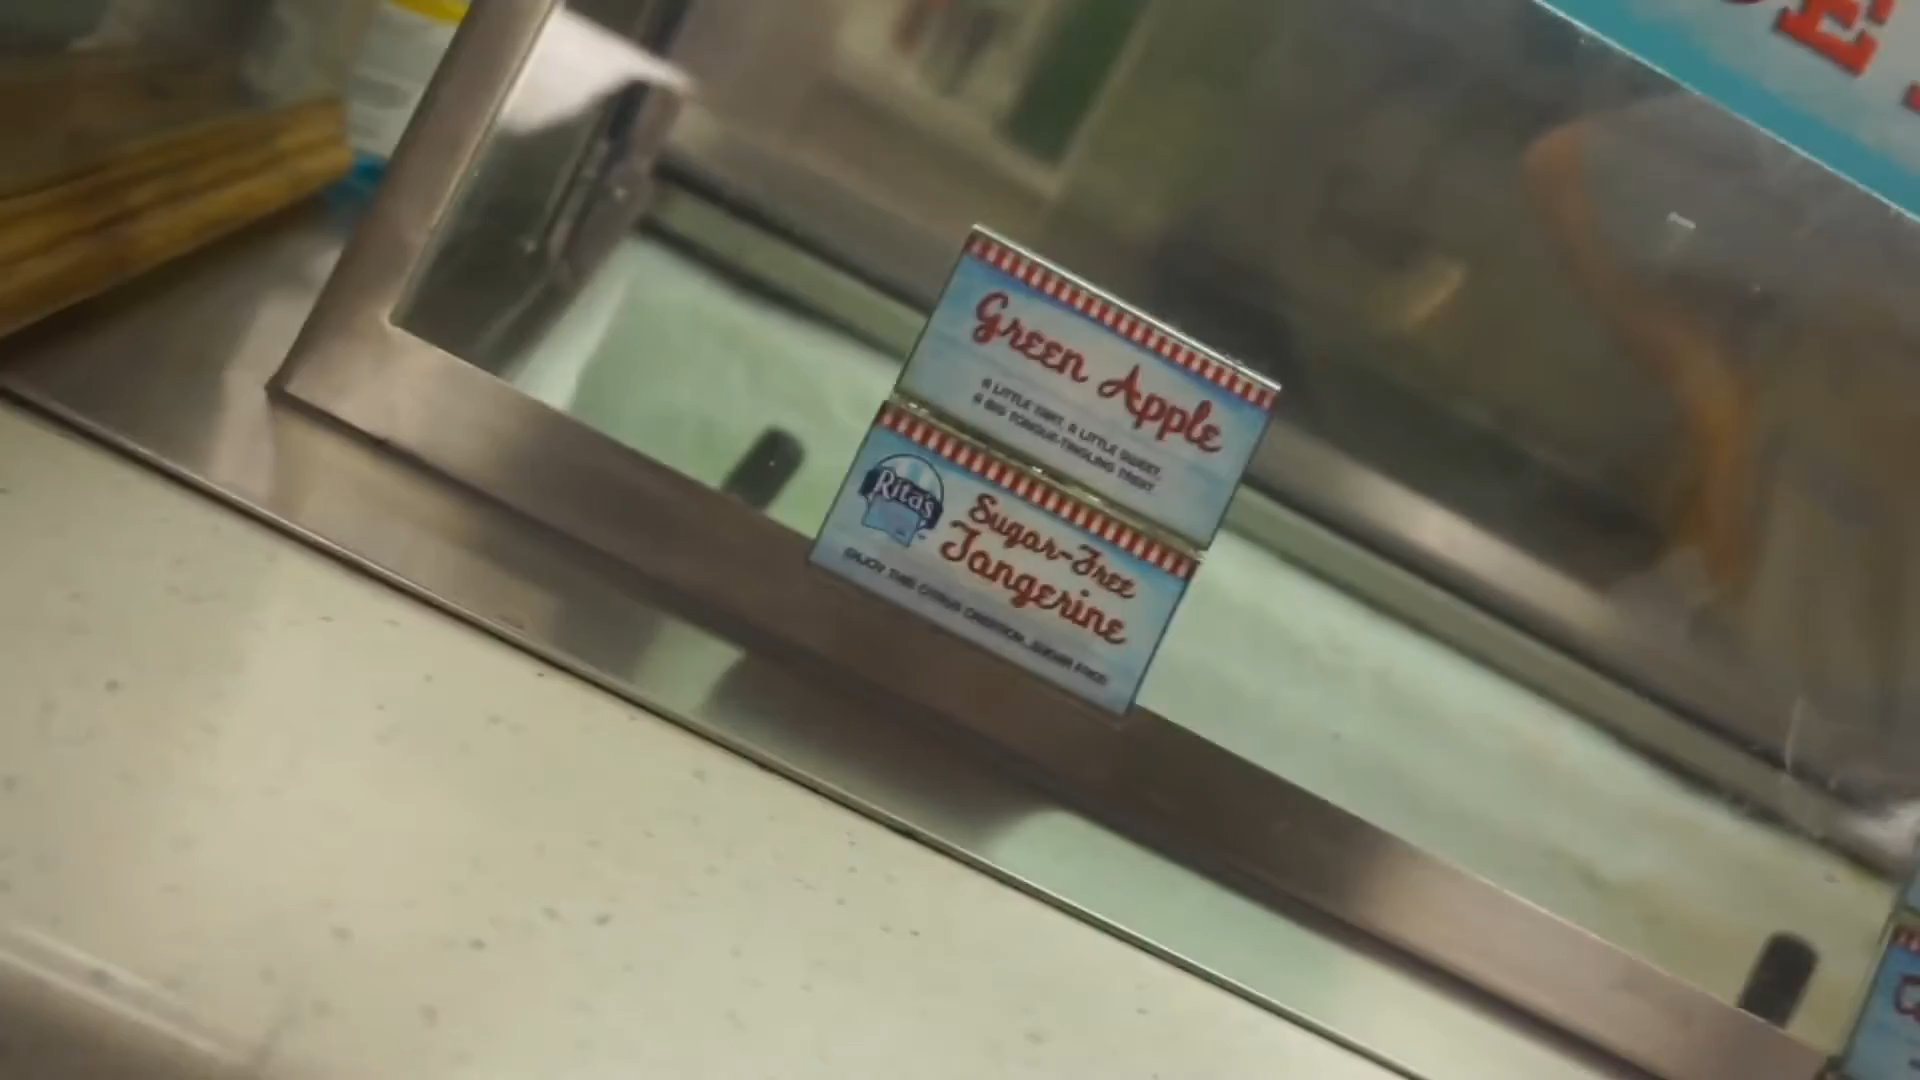 Green Apple
A LITTLE TART, A LITTLE SWEET,
A BIG TONGUE-TINGLING TREAT
Rita's
Sugar-Free
Tangerine
ENJOY THIS CITRUS CREATION, SUGAR FREE!